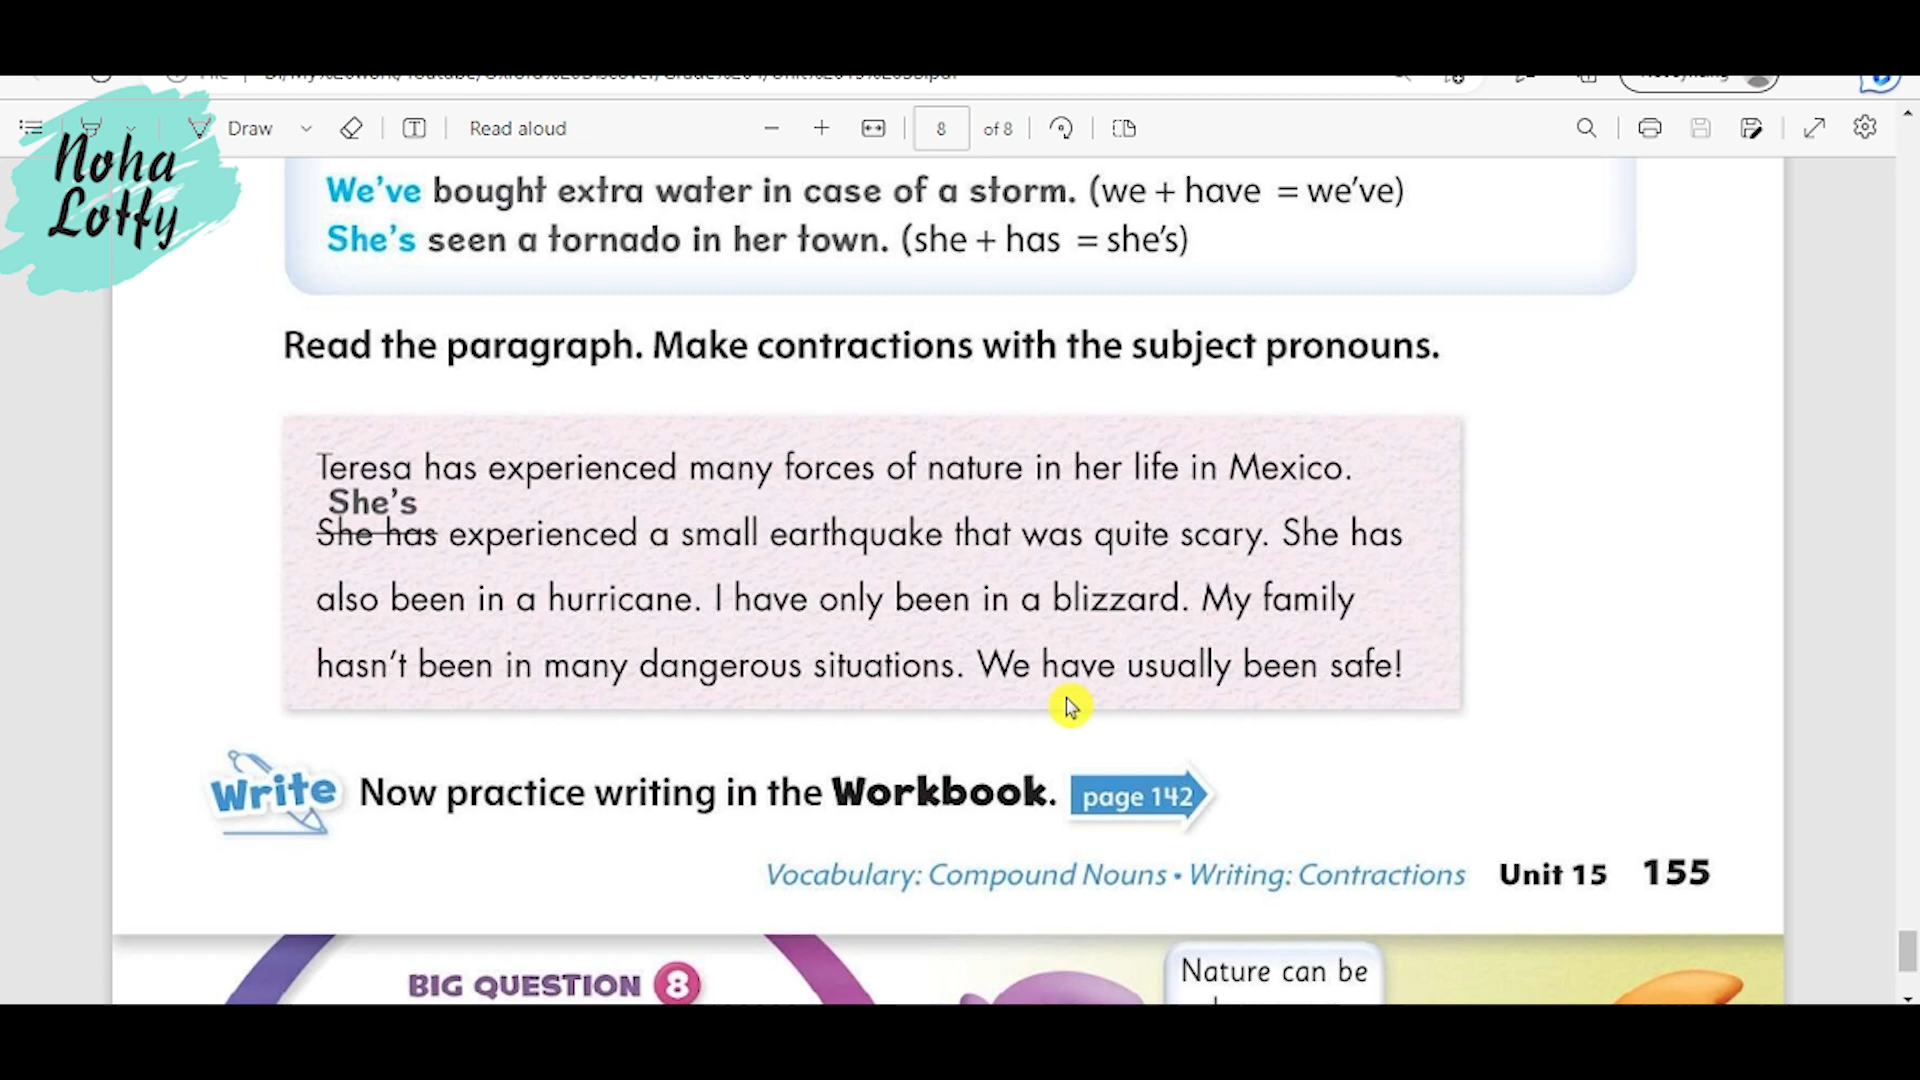 Noha
Lotfy
Draw
Read aloud
8 of 8
We've bought extra water in case of a storm. (we + have = we've)
She's seen a tornado in her town. (she + has = she's)
Read the paragraph. Make contractions with the subject pronouns.
Teresa has experienced many forces of nature in her life in Mexico.
She's
She has experienced a small earthquake that was quite scary. She has
also been in a hurricane. I have only been in a blizzard. My family
hasn't been in many dangerous situations. We have usually been safe!
Write Now practice writing in the Workbook. page 142
Vocabulary: Compound Nouns • Writing: Contractions Unit 15 155
BIG QUESTION 8
Nature can be